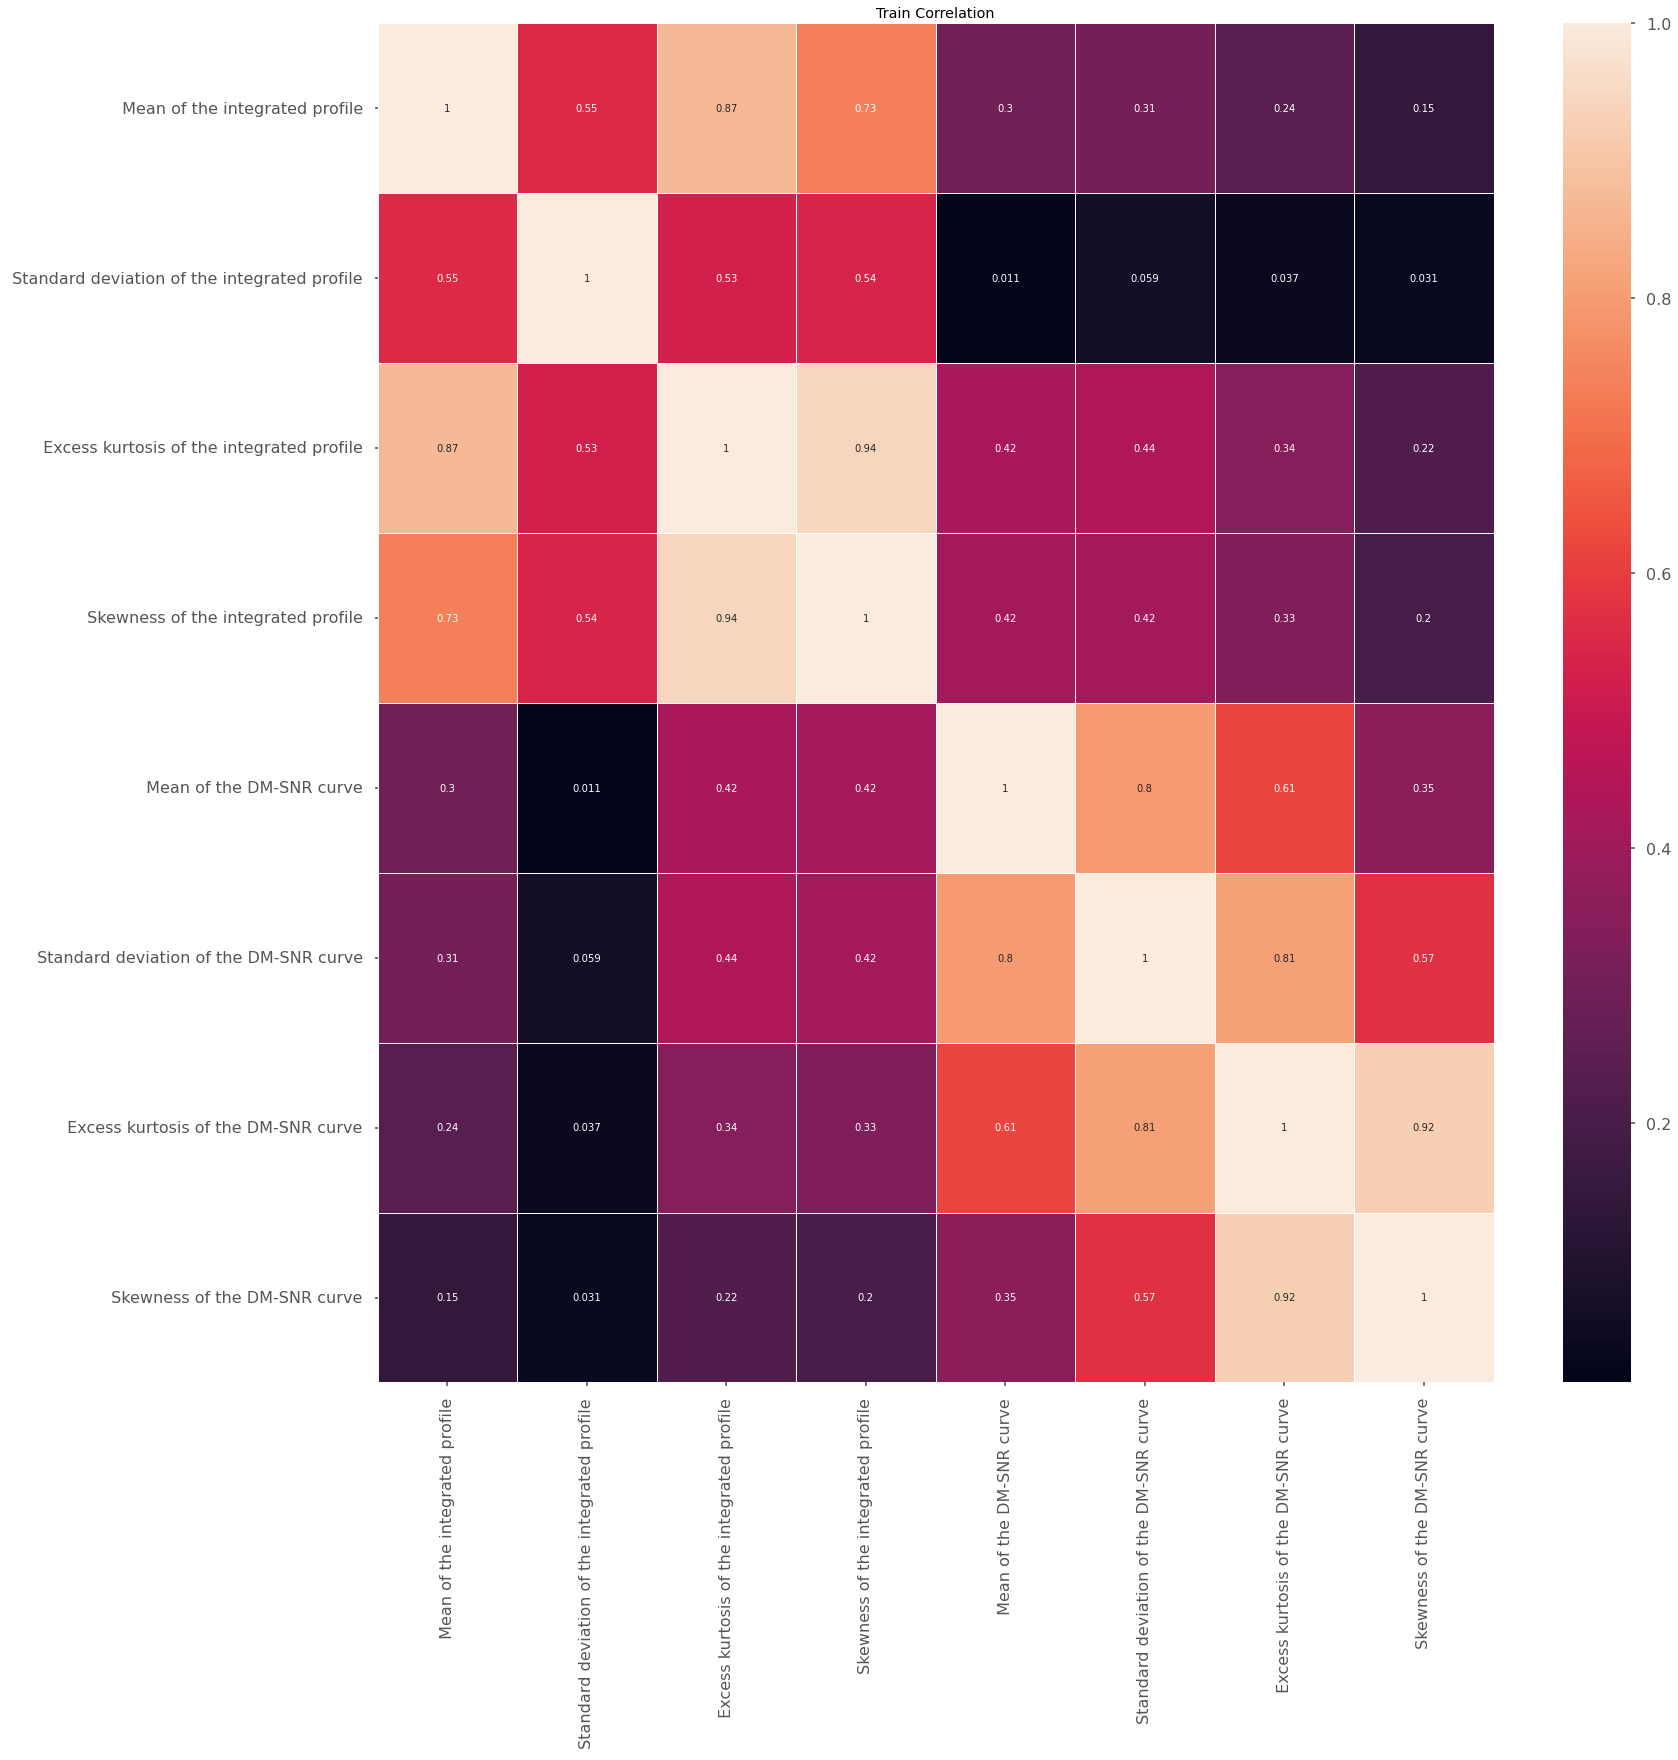 Train Correlation
Mean of the integrated profile 1 0.55 0.87 0.73 0.3 0.31 0.24 0.15
Standard deviation of the integrated profile 0.55 1 0.53 0.54 0.011 0.059 0.037 0.031
Excess kurtosis of the integrated profile 0.87 0.53 1 0.94 0.42 0.44 0.34 0.22
Skewness of the integrated profile 0.73 0.54 0.94 1 0.42 0.42 0.33 0.2
Mean of the DM-SNR curve 0.3 0.011 0.42 0.42 1 0.8 0.61 0.35
Standard deviation of the DM-SNR curve 0.31 0.059 0.44 0.42 0.8 1 0.81 0.57
Excess kurtosis of the DM-SNR curve 0.24 0.037 0.34 0.33 0.61 0.81 1 0.92
Skewness of the DM-SNR curve 0.15 0.031 0.22 0.2 0.35 0.57 0.92 1
Mean of the integrated profile
Standard deviation of the integrated profile
Excess kurtosis of the integrated profile
Skewness of the integrated profile
Mean of the DM-SNR curve
Standard deviation of the DM-SNR curve
Excess kurtosis of the DM-SNR curve
Skewness of the DM-SNR curve
1.0
0.8
0.6
0.4
0.2